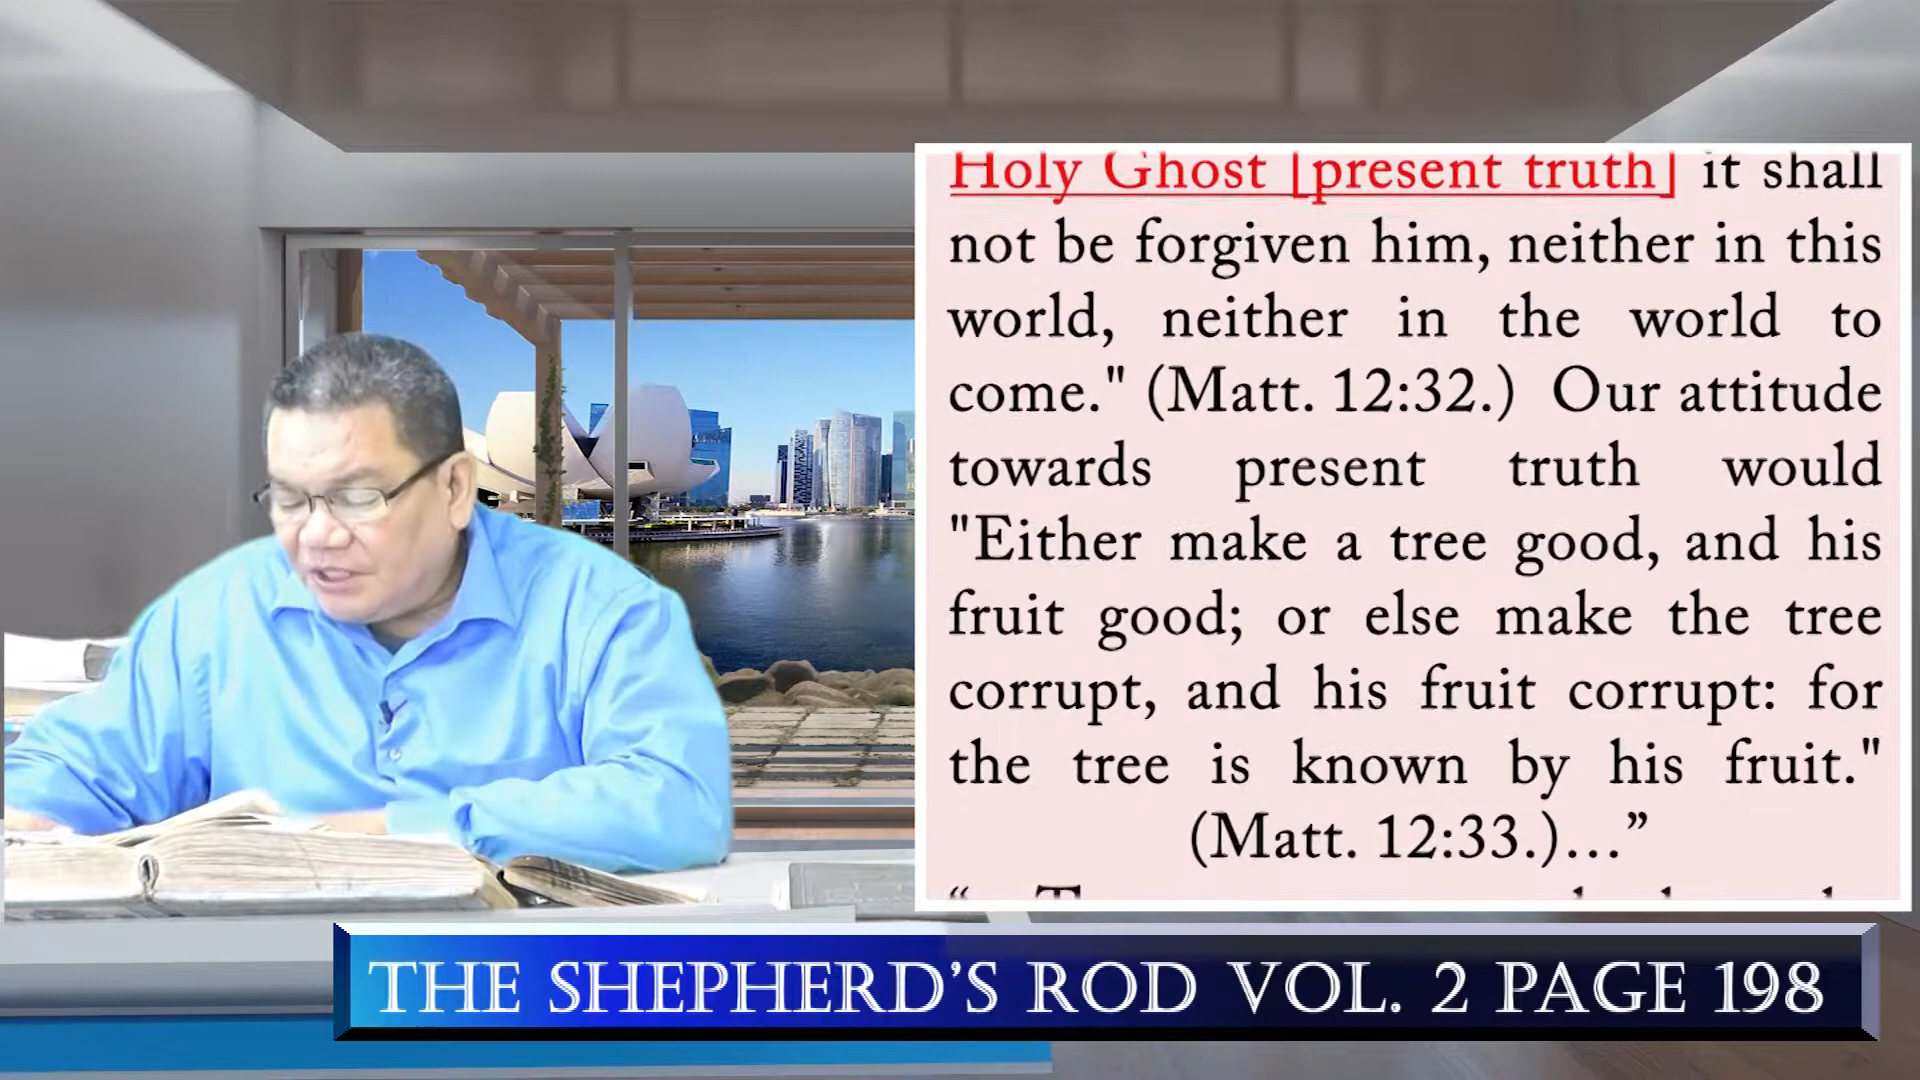 Holy Ghost [present truth] it shall
not be forgiven him, neither in this
world, neither in the world to
come." (Matt. 12:32.) Our attitude
towards present truth would
"Either make a tree good, and his
fruit good; or else make the tree
corrupt, and his fruit corrupt: for
the tree is known by his fruit."
(Matt. 12:33.)…”
THE SHEPHERD’S ROD VOL. 2 PAGE 198